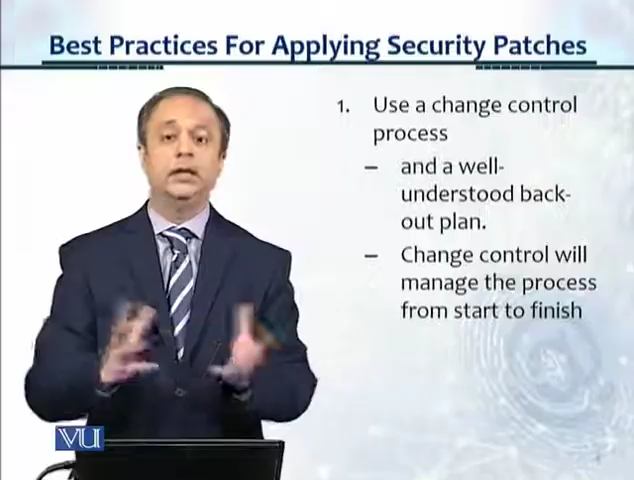 Best Practices For Applying Security Patches
1. Use a change control
process
– and a well-
understood back-
out plan.
– Change control will
manage the process
from start to finish
VU